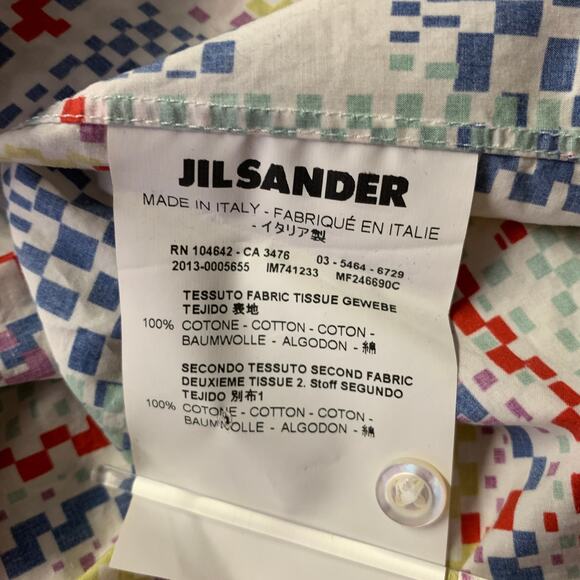 JIL SANDER
MADE IN ITALY - FABRIQUÉ EN ITALIE
- イタリア製
RN 104642 - CA 3476 03 - 5464 - 6729
2013-0005655 IM741233 MF246690C
TESSUTO FABRIC TISSUE GEWEBE
TEJIDO 表地
100% COTONE - COTTON - COTON -
BAUMWOLLE - ALGODON - 綿
SECONDO TESSUTO SECOND FABRIC
DEUXIEME TISSUE 2. Stoff SEGUNDO
TEJIDO 別布1
100% COTONE - COTTON - COTON -
BAUMWOLLE - ALGODON - 綿